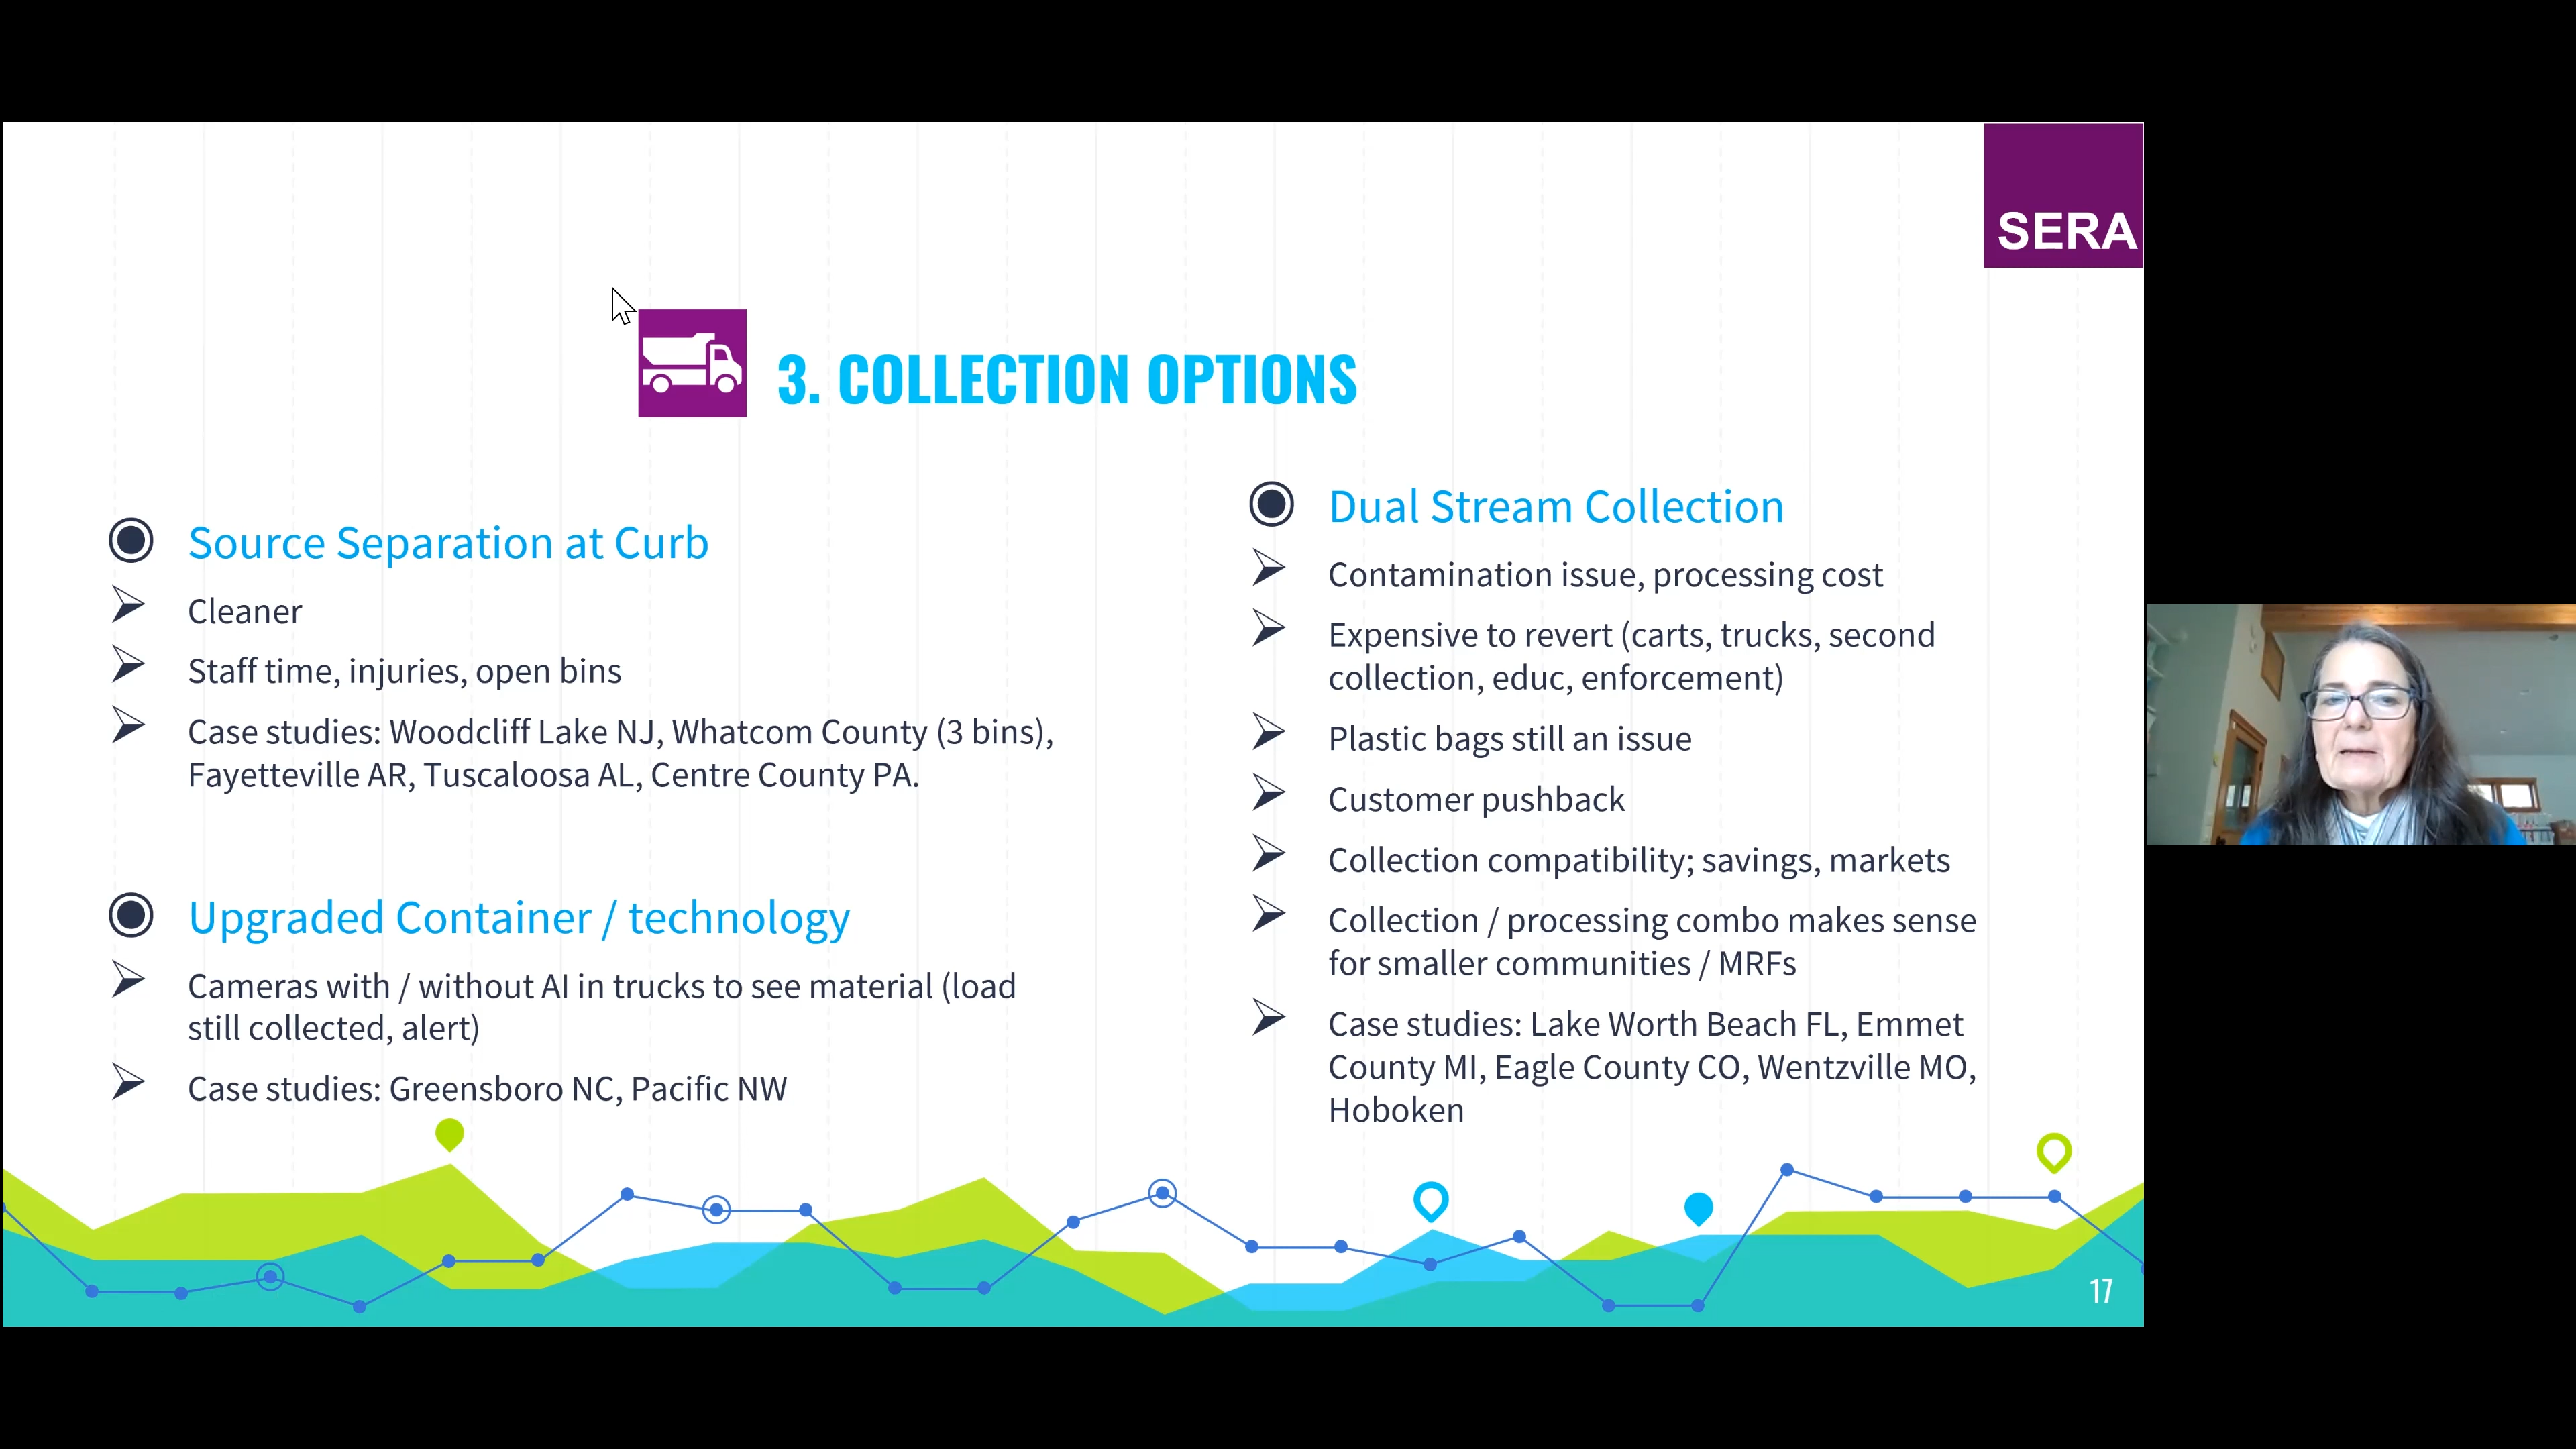 SERA
3. COLLECTION OPTIONS
Source Separation at Curb
Cleaner
Staff time, injuries, open bins
Case studies: Woodcliff Lake NJ, Whatcom County (3 bins),
Fayetteville AR, Tuscaloosa AL, Centre County PA.
Upgraded Container / technology
Cameras with / without AI in trucks to see material (load
still collected, alert)
Case studies: Greensboro NC, Pacific NW
Dual Stream Collection
Contamination issue, processing cost
Expensive to revert (carts, trucks, second
collection, educ, enforcement)
Plastic bags still an issue
Customer pushback
Collection compatibility; savings, markets
Collection / processing combo makes sense
for smaller communities / MRFs
Case studies: Lake Worth Beach FL, Emmet
County MI, Eagle County CO, Wentzville MO,
Hoboken
17